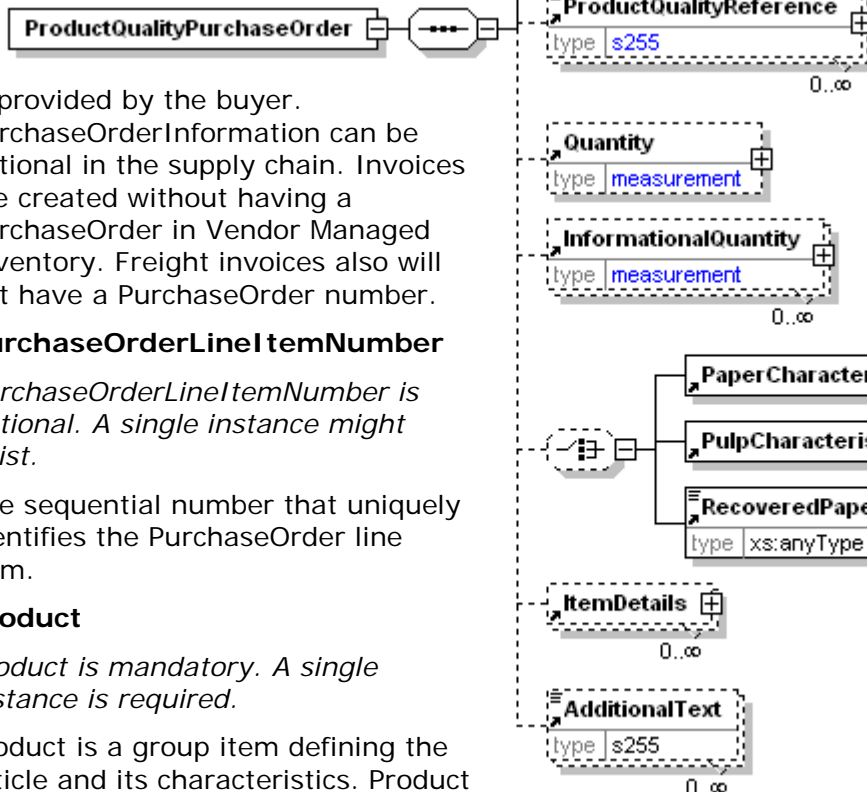 ProductQualityPurchaseOrder
provided by the buyer.
rchaseOrderInformation can be
tional in the supply chain. Invoices
e created without having a
rchaseOrder in Vendor Managed
ventory. Freight invoices also will
t have a PurchaseOrder number.
urchaseOrderLineItemNumber
rchaseOrderLineItemNumber is
tional. A single instance might
ist.
e sequential number that uniquely
entifies the PurchaseOrder line
m.
oduct
oduct is mandatory. A single
stance is required.
oduct is a group item defining the
ticle and its characteristics. Product
ProductQualityReference
type s255
0..∞
Quantity
type measurement
InformationalQuantity
type measurement
0..∞
PaperCharacter
PulpCharacteris
RecoveredPape
type xs:anyType
ItemDetails
0..∞
AdditionalText
type s255
0..∞